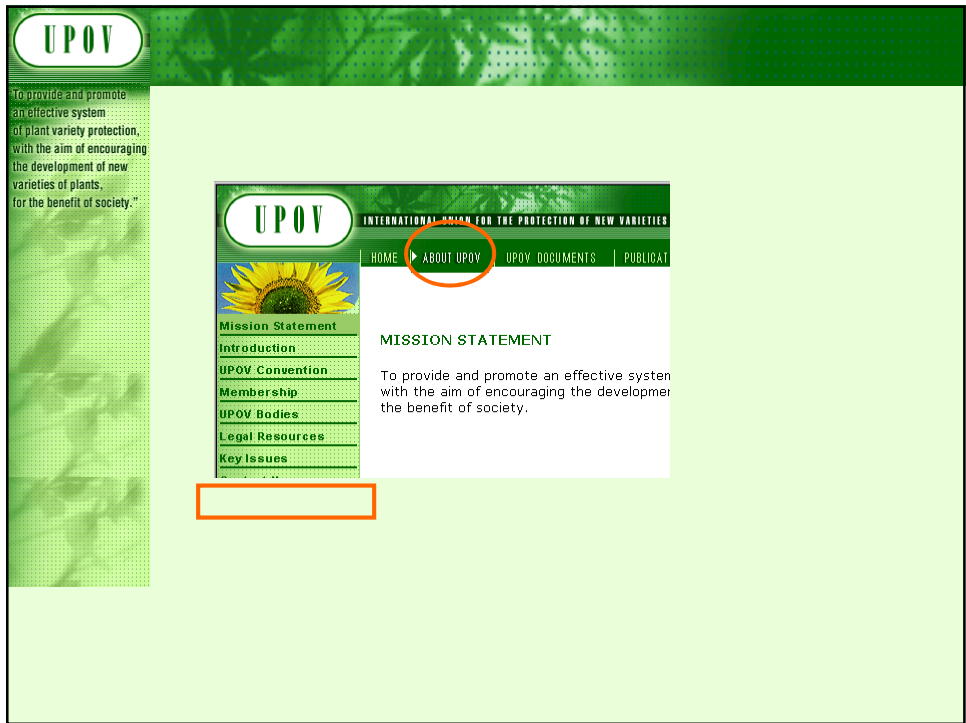 UPOV
To provide and promote
an effective system
of plant variety protection,
with the aim of encouraging
the development of new
varieties of plants,
for the benefit of society."
UPOV
INTERNATIONAL UNION FOR THE PROTECTION OF NEW VARIETIES
HOME ABOUT UPOV UPOV DOCUMENTS PUBLICAT
Mission Statement
Introduction
UPOV Convention
Membership
UPOV Bodies
Legal Resources
Key Issues
MISSION STATEMENT
To provide and promote an effective system
with the aim of encouraging the developmen
the benefit of society.